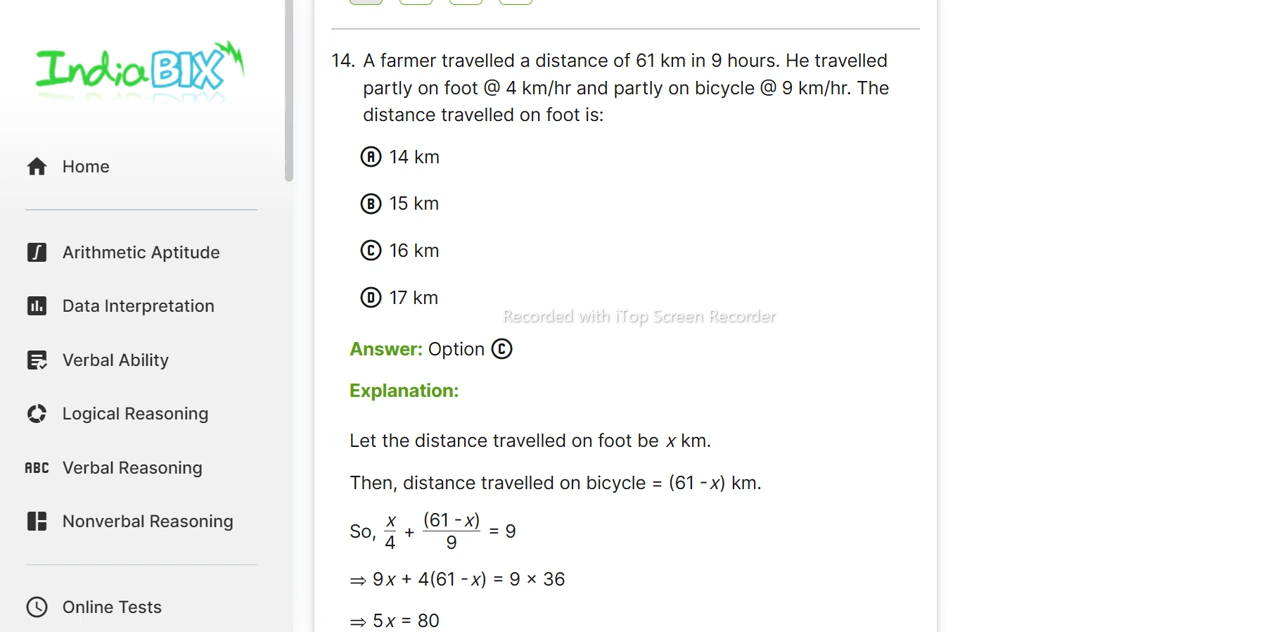 IndiaBIX
Home
Arithmetic Aptitude
Data Interpretation
Verbal Ability
Logical Reasoning
ABC Verbal Reasoning
Nonverbal Reasoning
Online Tests
14. A farmer travelled a distance of 61 km in 9 hours. He travelled
partly on foot @ 4 km/hr and partly on bicycle @ 9 km/hr. The
distance travelled on foot is:
Ⓐ 14 km
Ⓑ 15 km
Ⓒ 16 km
Ⓓ 17 km
Recorded with iTop Screen Recorder
Answer: Option Ⓒ
Explanation:
Let the distance travelled on foot be x km.
Then, distance travelled on bicycle = (61 - x) km.
So, x/4 + (61 - x)/9 = 9
⇒ 9x + 4(61 - x) = 9 × 36
⇒ 5x = 80